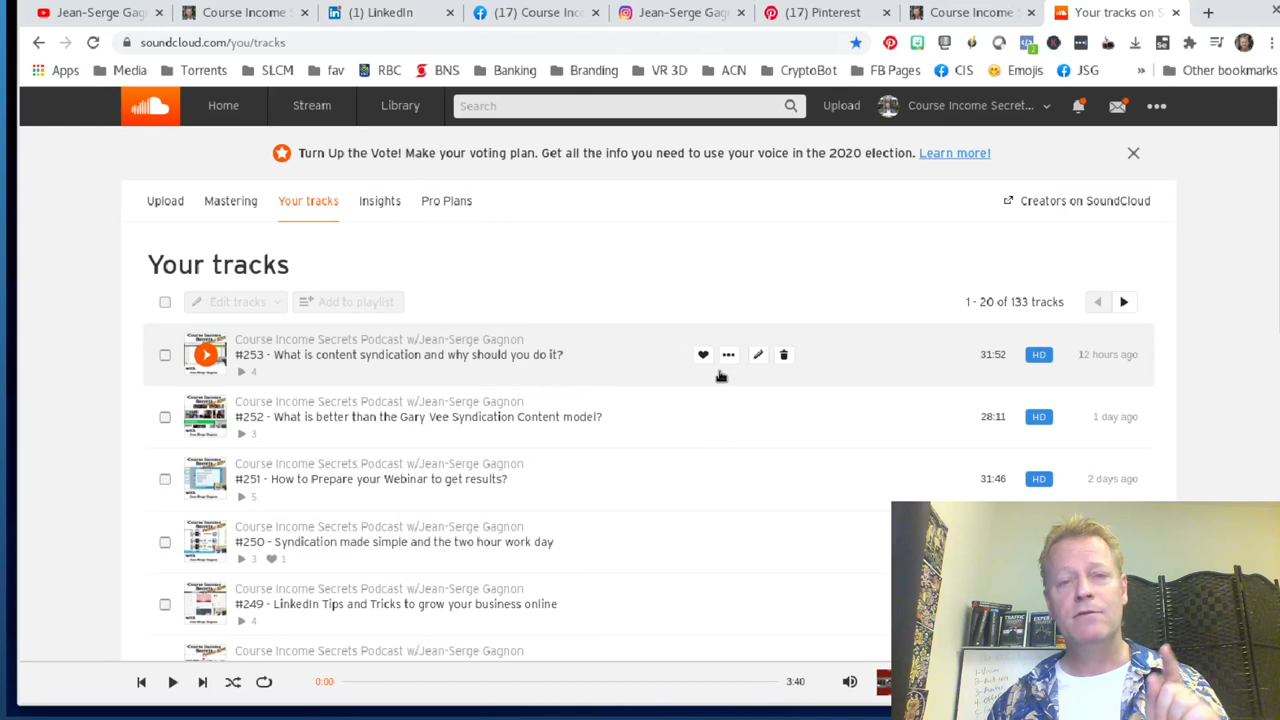 Jean-Serge Gag
Course Income S
(1) LinkedIn
(17) Course Inc
Jean-Serge Gag
(17) Pinterest
Course Income S
Your tracks on S
soundcloud.com/you/tracks
Apps
Media
Torrents
SLCM
fav
RBC
BNS
Banking
Branding
VR 3D
ACN
CryptoBot
FB Pages
CIS
Emojis
JSG
»
Other bookmarks
Home
Stream
Library
Search
Upload
Course Income Secret...
Turn Up the Vote! Make your voting plan. Get all the info you need to use your voice in the 2020 election. Learn more!
Upload
Mastering
Your tracks
Insights
Pro Plans
Creators on SoundCloud
Your tracks
Edit tracks
Add to playlist
1 - 20 of 133 tracks
Course Income Secrets Podcast w/Jean-Serge Gagnon
#253 - What is content syndication and why should you do it?
4
31:52
HD
12 hours ago
Course Income Secrets Podcast w/Jean-Serge Gagnon
#252 - What is better than the Gary Vee Syndication Content model?
3
28:11
HD
1 day ago
Course Income Secrets Podcast w/Jean-Serge Gagnon
#251 - How to Prepare your Webinar to get results?
5
31:46
HD
2 days ago
Course Income Secrets Podcast w/Jean-Serge Gagnon
#250 - Syndication made simple and the two hour work day
3
1
Course Income Secrets Podcast w/Jean-Serge Gagnon
#249 - LinkedIn Tips and Tricks to grow your business online
4
Course Income Secrets Podcast w/Jean-Serge Gagnon
0:00
3:40
TRAFFIC
EXPER